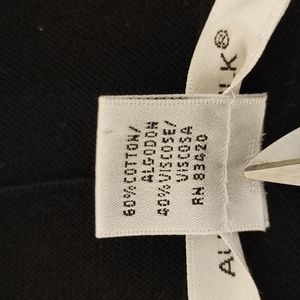 60% COTTON/
ALGODON
40% VISCOSE/
VISCOSA
RN 83420